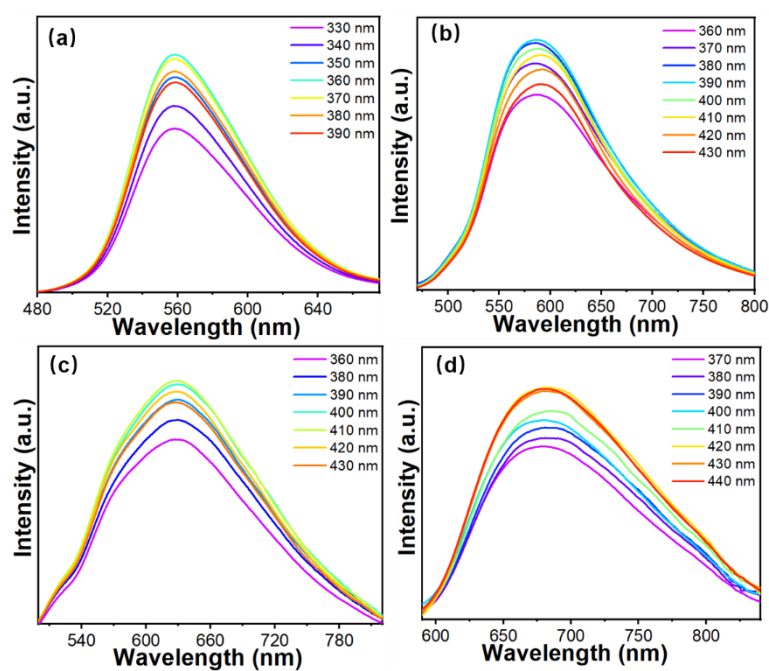 (a)
330 nm
340 nm
350 nm
360 nm
370 nm
380 nm
390 nm
Intensity (a.u.)
480 520 560 600 640
Wavelength (nm)
(b)
360 nm
370 nm
380 nm
390 nm
400 nm
410 nm
420 nm
430 nm
Intensity (a.u.)
500 550 600 650 700 750 800
Wavelength (nm)
(c)
360 nm
380 nm
390 nm
400 nm
410 nm
420 nm
430 nm
Intensity (a.u.)
540 600 660 720 780
Wavelength (nm)
(d)
370 nm
380 nm
390 nm
400 nm
410 nm
420 nm
430 nm
440 nm
Intensity (a.u.)
600 650 700 750 800
Wavelength (nm)